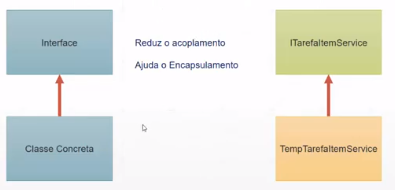 Interface
Reduz o acoplamento
ITarefaItemService
Ajuda o Encapsulamento
Classe Concreta
TempTarefaItemService